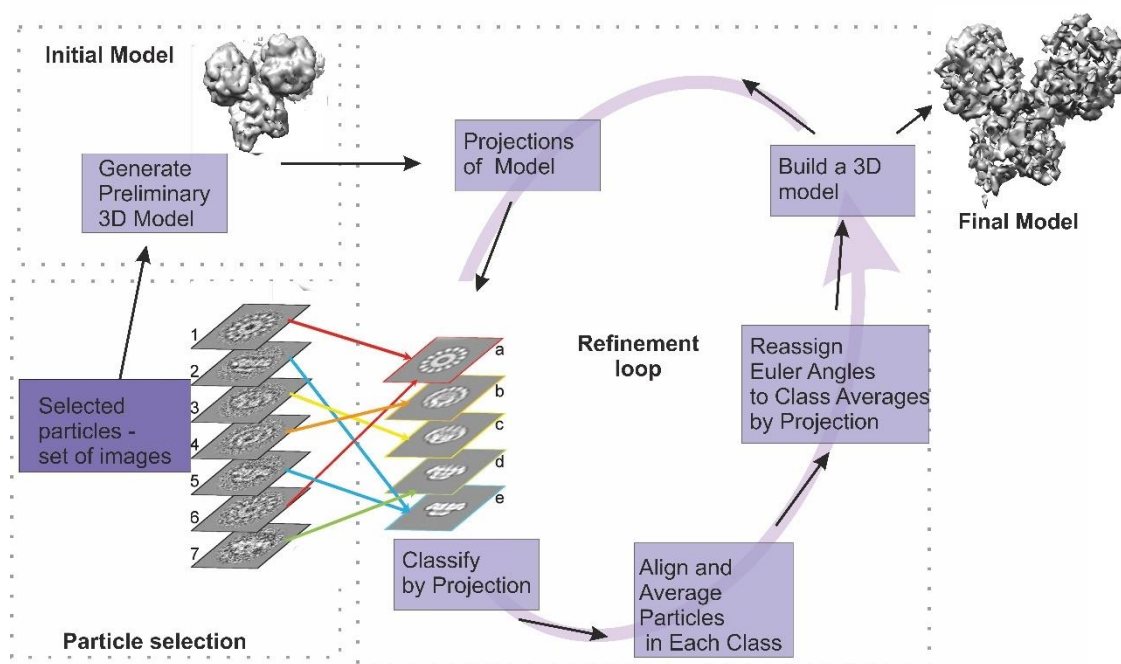 Initial Model
Generate
Preliminary
3D Model
Projections
of Model
Build a 3D
model
Final Model
1
2
3
4
5
6
7
Selected
particles -
set of images
a
b
c
d
e
Refinement
loop
Reassign
Euler Angles
to Class Averages
by Projection
Classify
by Projection
Align and
Average
Particles
in Each Class
Particle selection